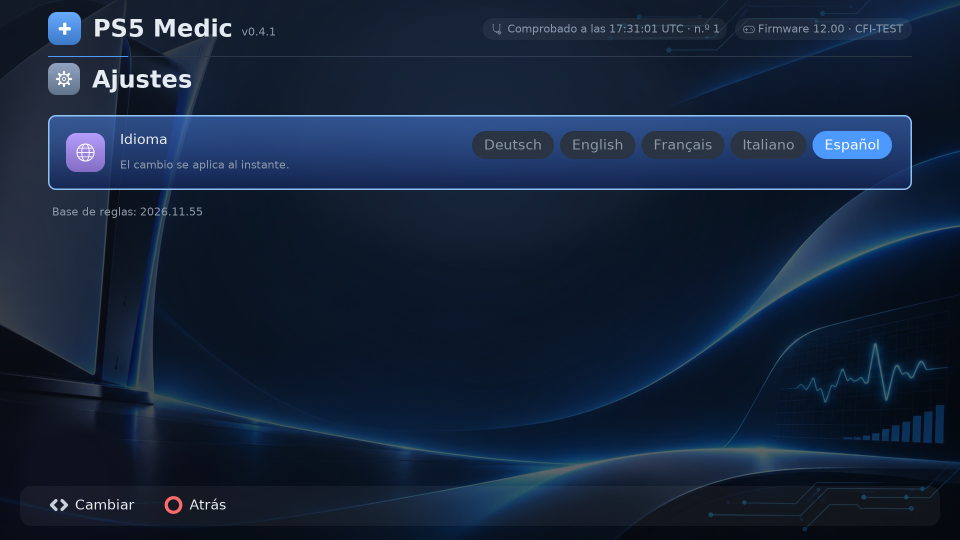 PS5 Medic v0.4.1
Comprobado a las 17:31:01 UTC · n.º 1
Firmware 12.00 · CFI-TEST
Ajustes
Idioma
El cambio se aplica al instante.
Deutsch English Français Italiano Español
Base de reglas: 2026.11.55
Cambiar Atrás